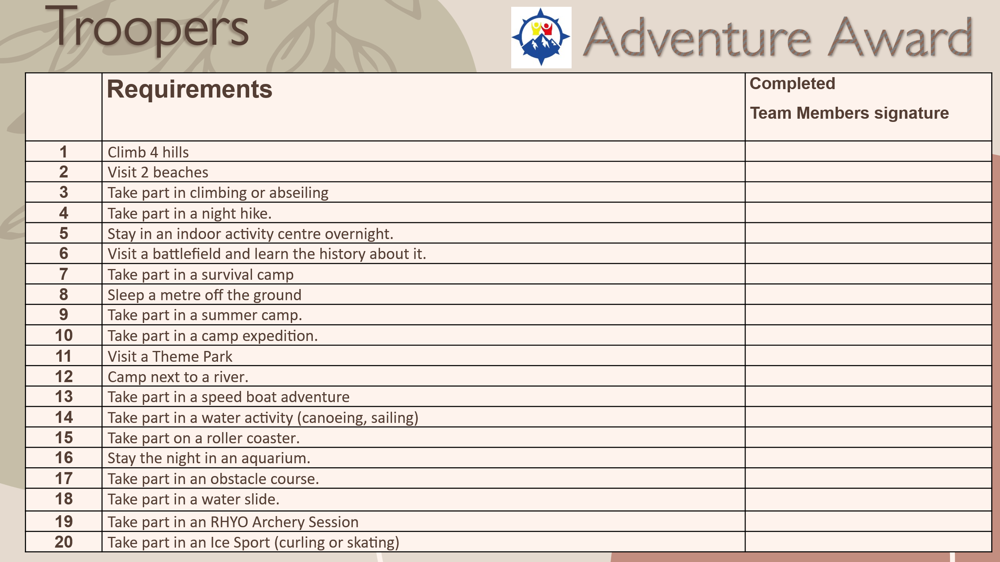 Troopers
Adventure Award
Requirements
Completed
Team Members signature
1 Climb 4 hills
2 Visit 2 beaches
3 Take part in climbing or abseiling
4 Take part in a night hike.
5 Stay in an indoor activity centre overnight.
6 Visit a battlefield and learn the history about it.
7 Take part in a survival camp
8 Sleep a metre off the ground
9 Take part in a summer camp.
10 Take part in a camp expedition.
11 Visit a Theme Park
12 Camp next to a river.
13 Take part in a speed boat adventure
14 Take part in a water activity (canoeing, sailing)
15 Take part on a roller coaster.
16 Stay the night in an aquarium.
17 Take part in an obstacle course.
18 Take part in a water slide.
19 Take part in an RHYO Archery Session
20 Take part in an Ice Sport (curling or skating)